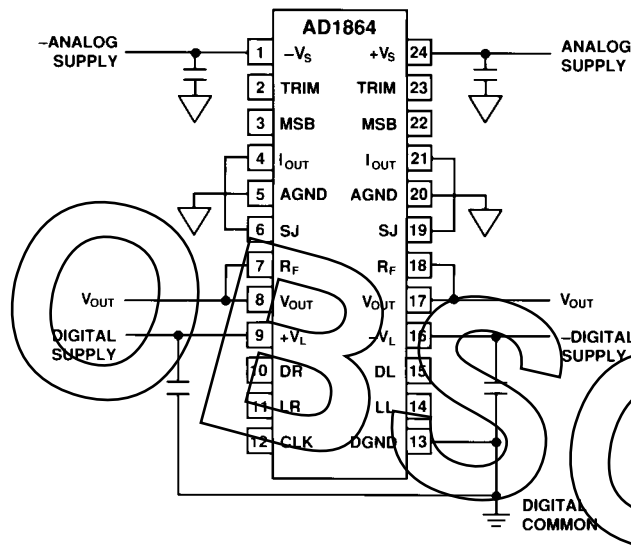 AD1864
–ANALOG
SUPPLY
1 –VS +VS 24
ANALOG
SUPPLY
2 TRIM TRIM 23
3 MSB MSB 22
4 IOUT IOUT 21
5 AGND AGND 20
6 SJ SJ 19
7 RF RF 18
VOUT 8 VOUT VOUT 17 VOUT
DIGITAL
SUPPLY
9 +VL –VL 16
–DIGITAL
SUPPLY
10 DR DL 15
11 LR LL 14
12 CLK DGND 13
DIGITAL
COMMON
OBSO